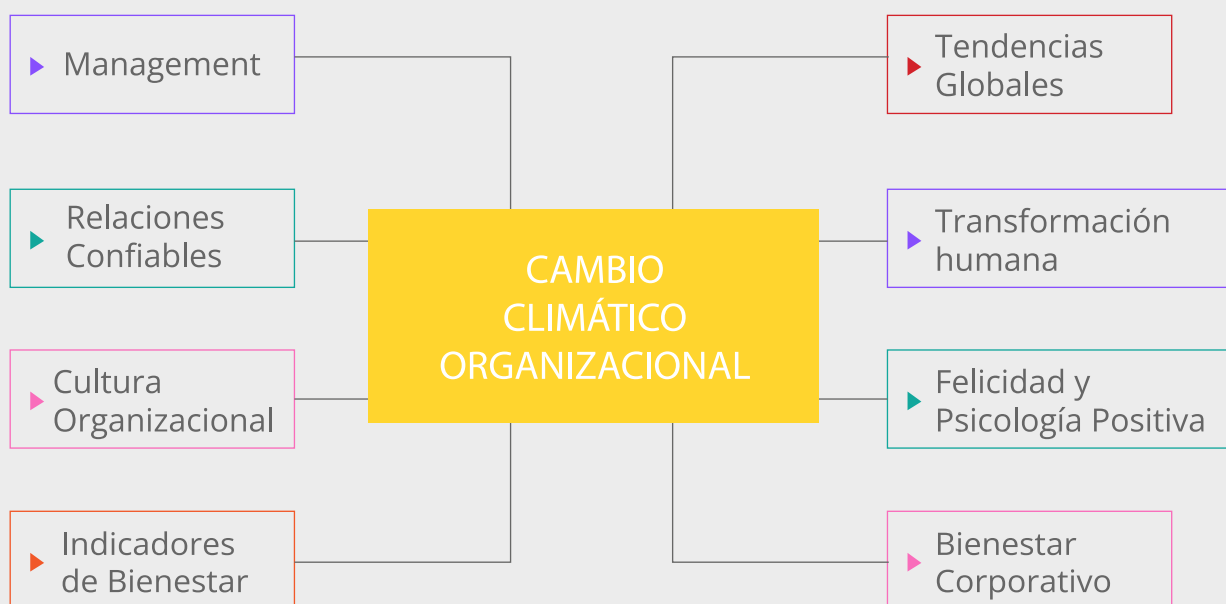 Management
Relaciones
Confiables
Cultura
Organizacional
Indicadores
de Bienestar
CAMBIO
CLIMÁTICO
ORGANIZACIONAL
Tendencias
Globales
Transformación
humana
Felicidad y
Psicología Positiva
Bienestar
Corporativo